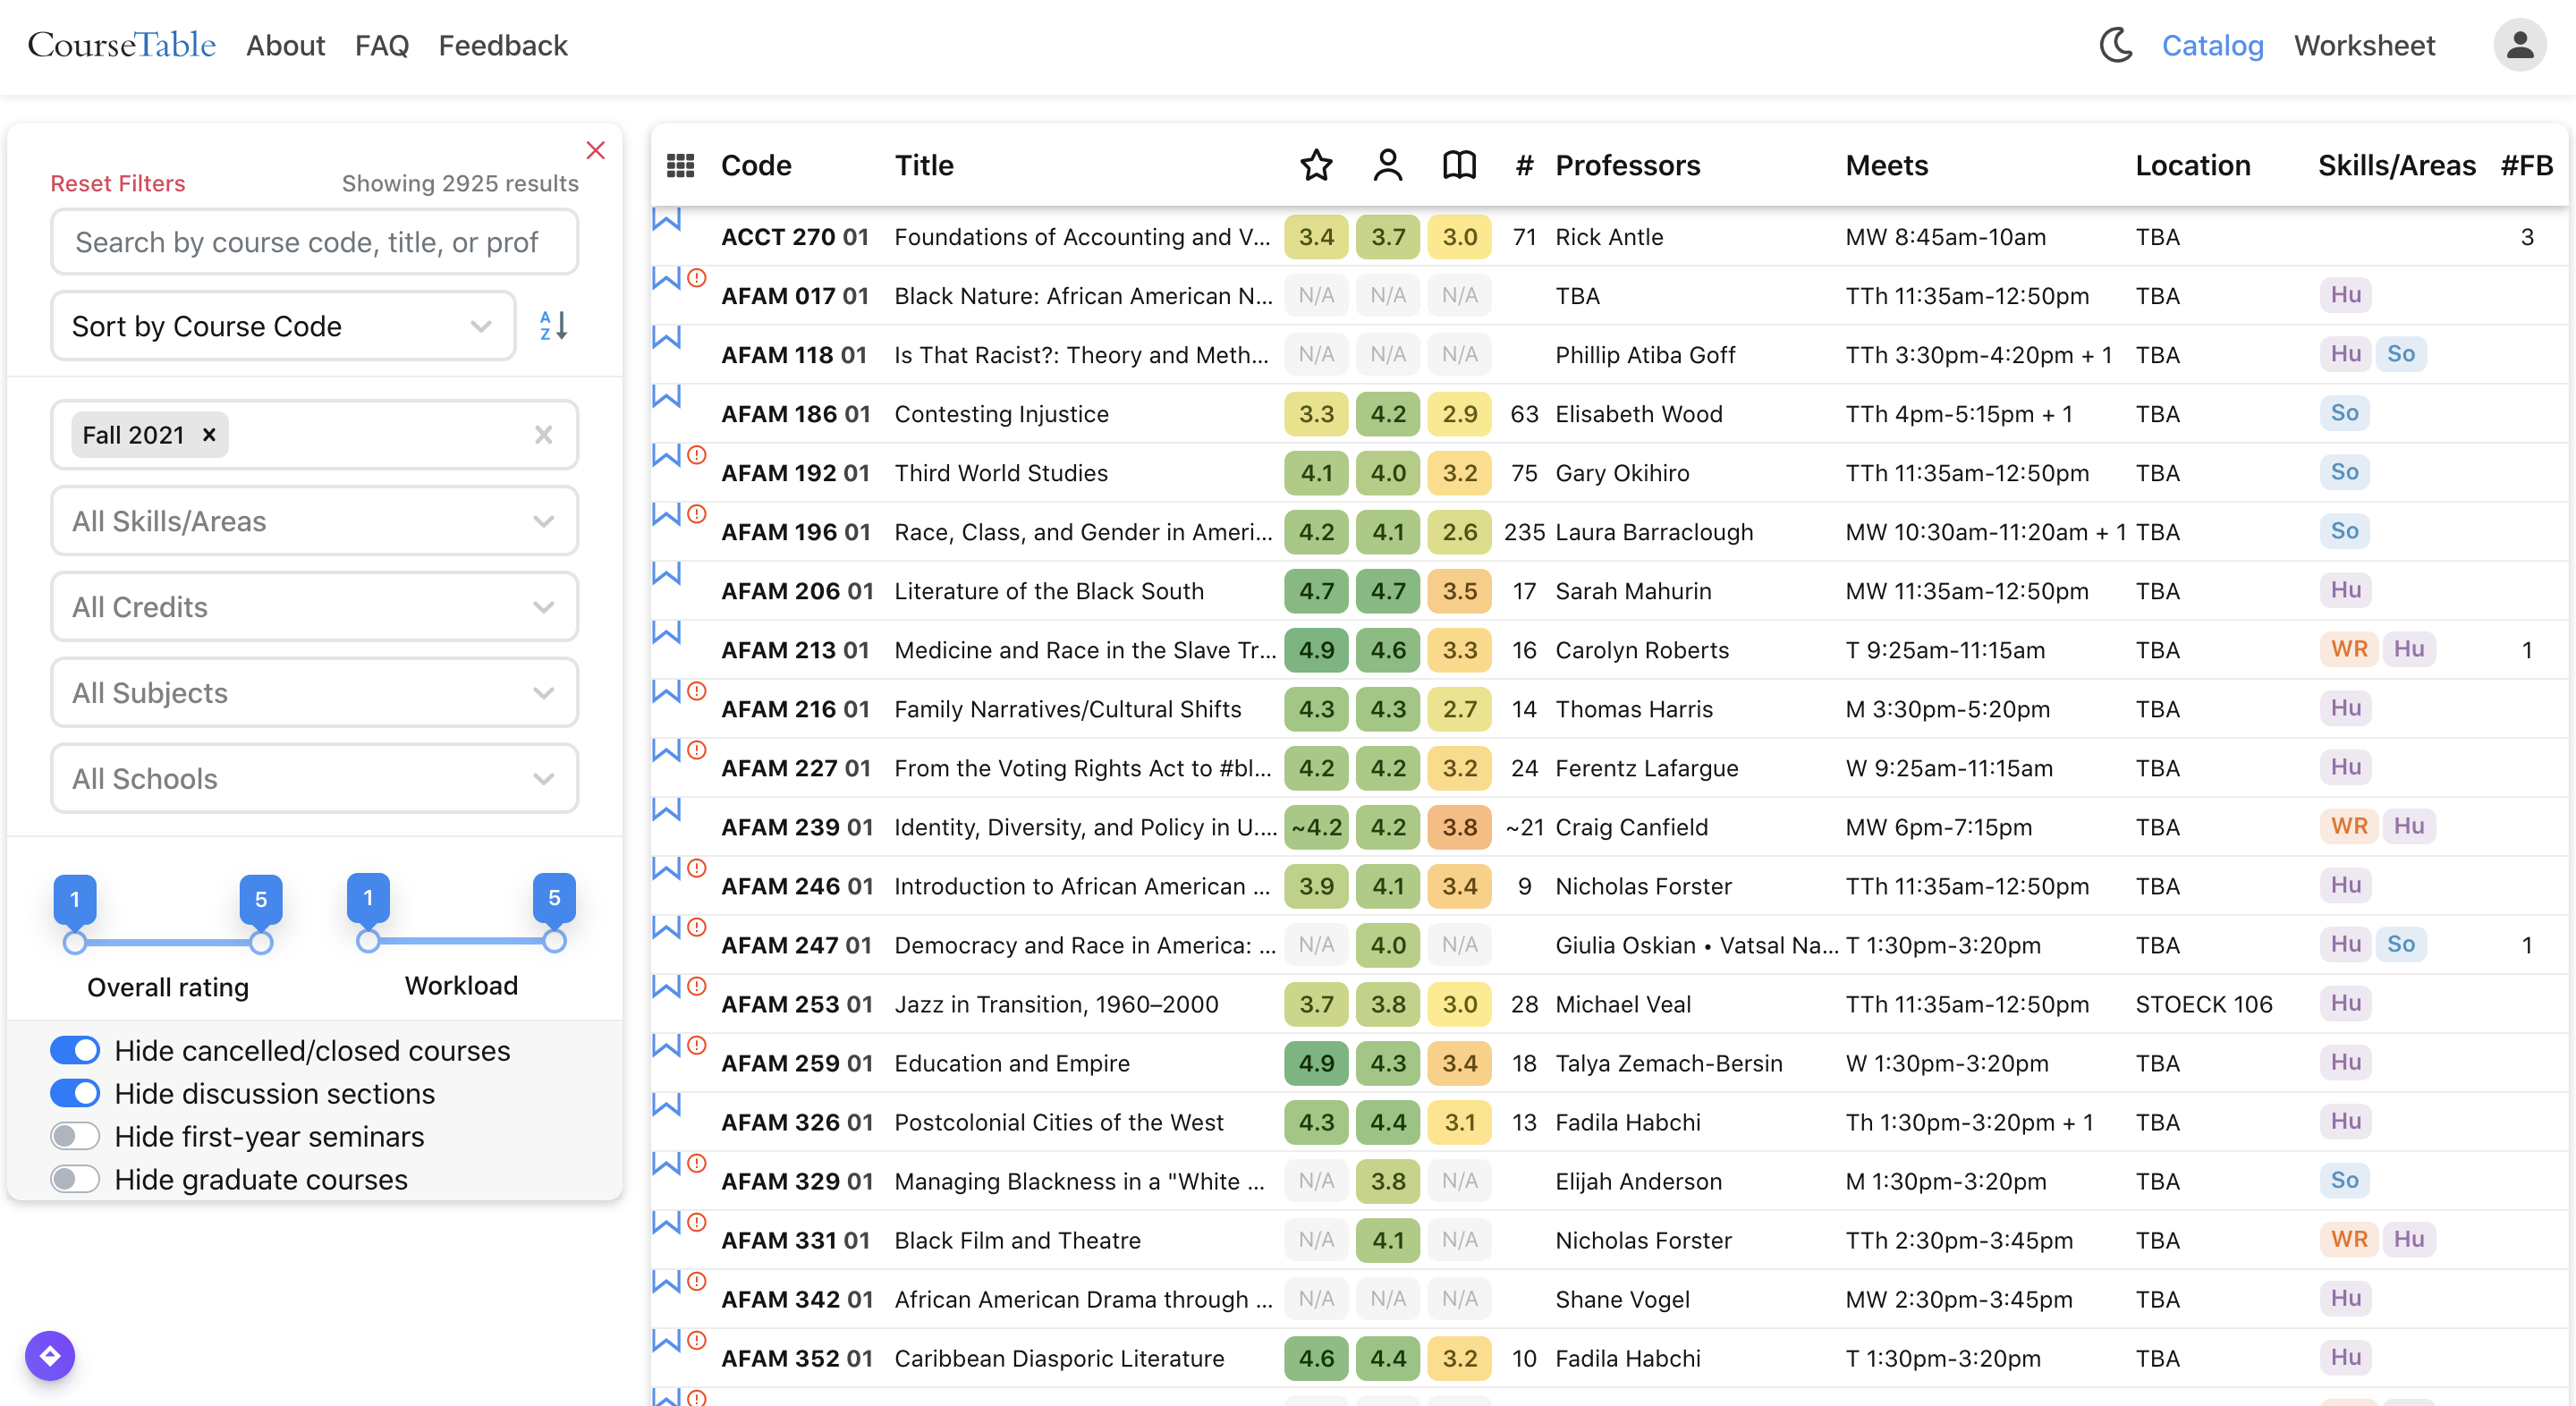 CourseTable About FAQ Feedback Catalog Worksheet
Reset Filters Showing 2925 results
Search by course code, title, or prof
Sort by Course Code A Z
Fall 2021
All Skills/Areas
All Credits
All Subjects
All Schools
1 5 1 5
Overall rating Workload
Hide cancelled/closed courses
Hide discussion sections
Hide first-year seminars
Hide graduate courses
Code Title # Professors Meets Location Skills/Areas #FB
ACCT 270 01 Foundations of Accounting and V... 3.4 3.7 3.0 71 Rick Antle MW 8:45am-10am TBA 3
AFAM 017 01 Black Nature: African American N... N/A N/A N/A TBA TTh 11:35am-12:50pm TBA Hu
AFAM 118 01 Is That Racist?: Theory and Meth... N/A N/A N/A Phillip Atiba Goff TTh 3:30pm-4:20pm + 1 TBA Hu So
AFAM 186 01 Contesting Injustice 3.3 4.2 2.9 63 Elisabeth Wood TTh 4pm-5:15pm + 1 TBA So
AFAM 192 01 Third World Studies 4.1 4.0 3.2 75 Gary Okihiro TTh 11:35am-12:50pm TBA So
AFAM 196 01 Race, Class, and Gender in Ameri... 4.2 4.1 2.6 235 Laura Barraclough MW 10:30am-11:20am + 1 TBA So
AFAM 206 01 Literature of the Black South 4.7 4.7 3.5 17 Sarah Mahurin MW 11:35am-12:50pm TBA Hu
AFAM 213 01 Medicine and Race in the Slave Tr... 4.9 4.6 3.3 16 Carolyn Roberts T 9:25am-11:15am TBA WR Hu 1
AFAM 216 01 Family Narratives/Cultural Shifts 4.3 4.3 2.7 14 Thomas Harris M 3:30pm-5:20pm TBA Hu
AFAM 227 01 From the Voting Rights Act to #bl... 4.2 4.2 3.2 24 Ferentz Lafargue W 9:25am-11:15am TBA Hu
AFAM 239 01 Identity, Diversity, and Policy in U.... ~4.2 4.2 3.8 ~21 Craig Canfield MW 6pm-7:15pm TBA WR Hu
AFAM 246 01 Introduction to African American ... 3.9 4.1 3.4 9 Nicholas Forster TTh 11:35am-12:50pm TBA Hu
AFAM 247 01 Democracy and Race in America: ... N/A 4.0 N/A Giulia Oskian • Vatsal Na... T 1:30pm-3:20pm TBA Hu So 1
AFAM 253 01 Jazz in Transition, 1960–2000 3.7 3.8 3.0 28 Michael Veal TTh 11:35am-12:50pm STOECK 106 Hu
AFAM 259 01 Education and Empire 4.9 4.3 3.4 18 Talya Zemach-Bersin W 1:30pm-3:20pm TBA Hu
AFAM 326 01 Postcolonial Cities of the West 4.3 4.4 3.1 13 Fadila Habchi Th 1:30pm-3:20pm + 1 TBA Hu
AFAM 329 01 Managing Blackness in a "White ... N/A 3.8 N/A Elijah Anderson M 1:30pm-3:20pm TBA So
AFAM 331 01 Black Film and Theatre N/A 4.1 N/A Nicholas Forster TTh 2:30pm-3:45pm TBA WR Hu
AFAM 342 01 African American Drama through ... N/A N/A N/A Shane Vogel MW 2:30pm-3:45pm TBA Hu
AFAM 352 01 Caribbean Diasporic Literature 4.6 4.4 3.2 10 Fadila Habchi T 1:30pm-3:20pm TBA Hu